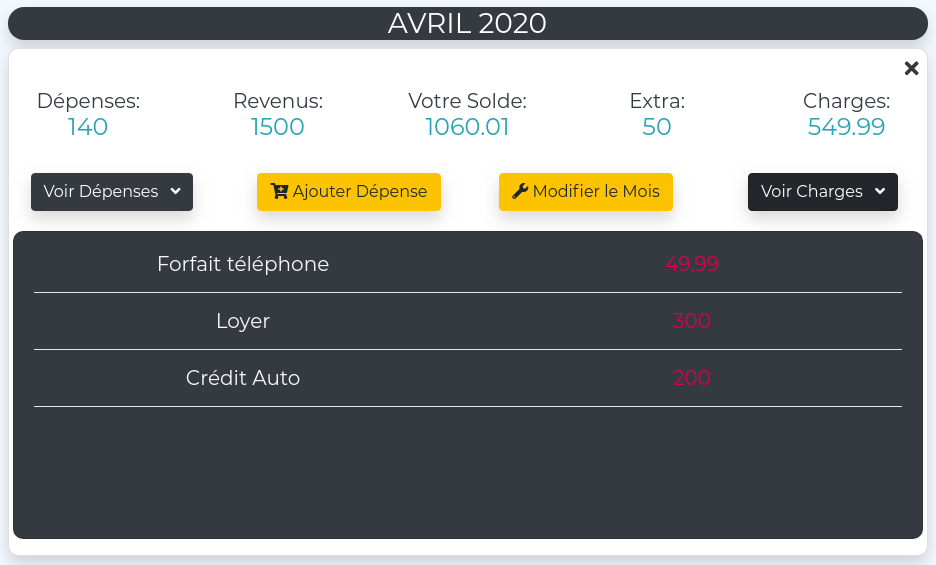 AVRIL 2020
Dépenses: Revenus: Votre Solde: Extra: Charges:
140 1500 1060.01 50 549.99
Voir Dépenses Ajouter Dépense Modifier le Mois Voir Charges
Forfait téléphone 49.99
Loyer 300
Crédit Auto 200